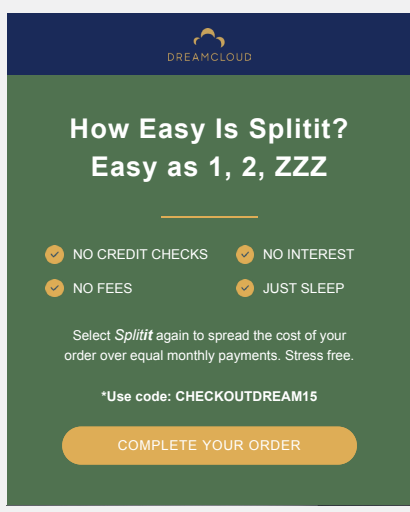 DREAMCLOUD
How Easy Is Splitit?
Easy as 1, 2, ZZZ
NO CREDIT CHECKS NO INTEREST
NO FEES JUST SLEEP
Select Splitit again to spread the cost of your
order over equal monthly payments. Stress free.
*Use code: CHECKOUTDREAM15
COMPLETE YOUR ORDER